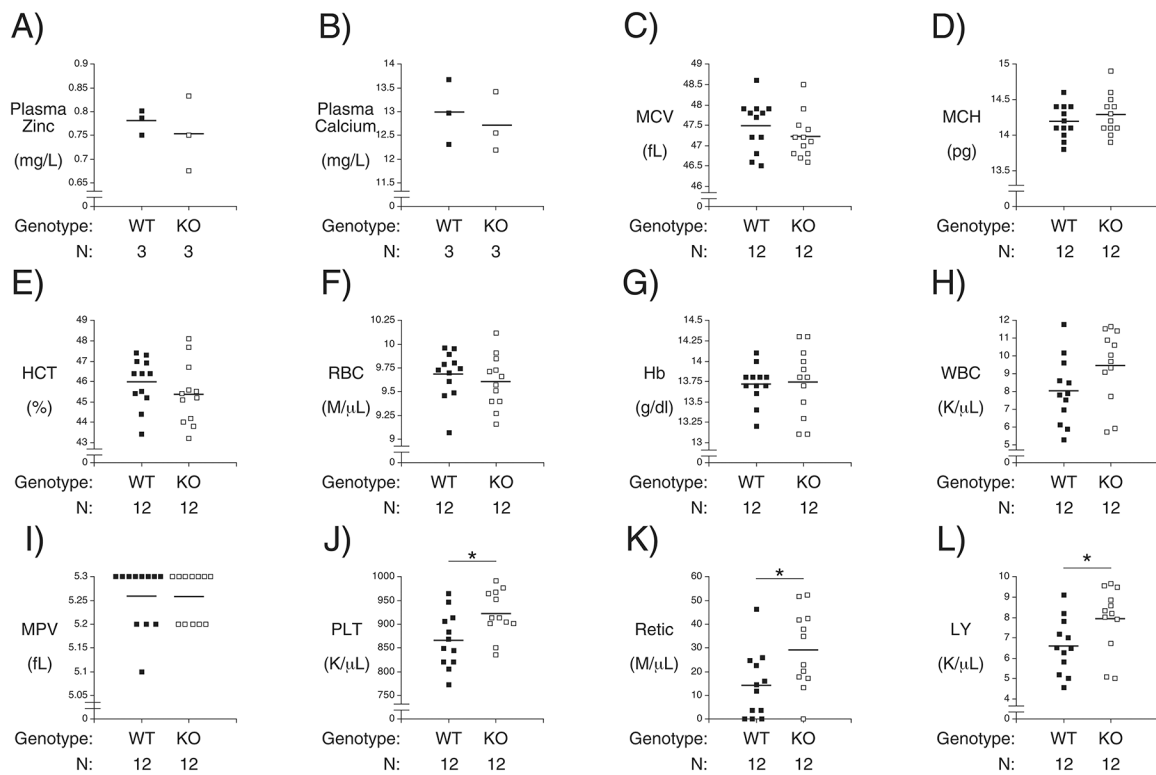 A)
Plasma
Zinc
(mg/L)
0.9
0.85
0.8
0.75
0.7
0.65
0
Genotype: WT KO
N: 3 3
B)
Plasma
Calcium
(mg/L)
14
13.5
13
12.5
12
11.5
0
Genotype: WT KO
N: 3 3
C)
MCV
(fL)
49
48.5
48
47.5
47
46.5
46
0
Genotype: WT KO
N: 12 12
D)
MCH
(pg)
15
14.5
14
13.5
0
Genotype: WT KO
N: 12 12
E)
HCT
(%)
49
48
47
46
45
44
43
0
Genotype: WT KO
N: 12 12
F)
RBC
(M/μL)
10.25
10
9.75
9.5
9.25
9
0
Genotype: WT KO
N: 12 12
G)
Hb
(g/dl)
14.5
14.25
14
13.75
13.5
13.25
13
0
Genotype: WT KO
N: 12 12
H)
WBC
(K/μL)
12
11
10
9
8
7
6
5
0
Genotype: WT KO
N: 12 12
I)
MPV
(fL)
5.3
5.25
5.2
5.15
5.1
5.05
0
Genotype: WT KO
N: 12 12
J)
PLT
(K/μL)
*
1000
950
900
850
800
750
0
Genotype: WT KO
N: 12 12
K)
Retic
(M/μL)
*
60
50
40
30
20
10
0
Genotype: WT KO
N: 12 12
L)
LY
(K/μL)
*
10
9
8
7
6
5
4
0
Genotype: WT KO
N: 12 12